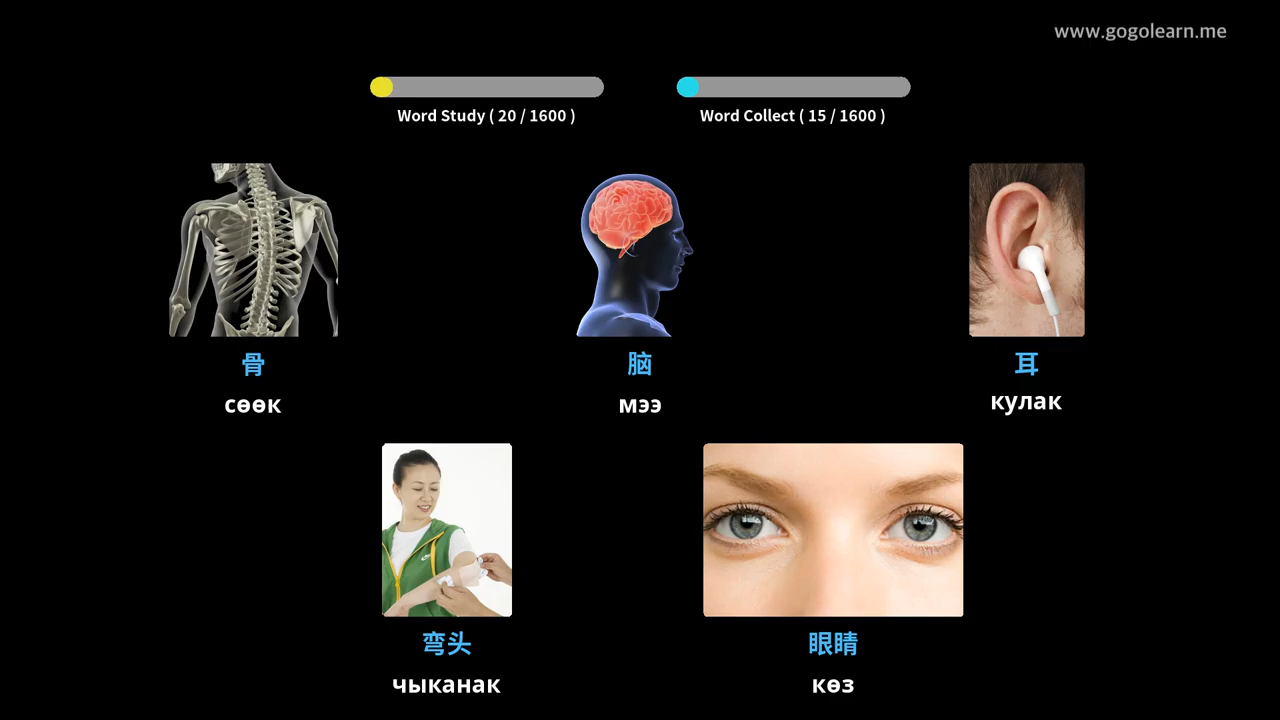 www.gogolearn.me
Word Study ( 20 / 1600 )
Word Collect ( 15 / 1600 )
骨
сөөк
脑
мээ
耳
кулак
弯头
чыканак
眼睛
көз